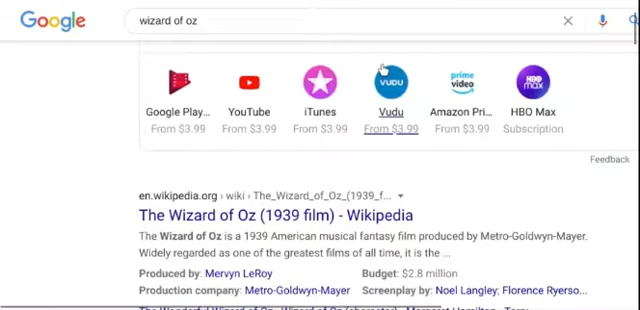 Google
wizard of oz
VUDU
prime
video
HBO
max
Google Play... YouTube iTunes Vudu Amazon Pri... HBO Max
From $3.99 From $3.99 From $3.99 From $3.99 From $3.99 Subscription
Feedback
en.wikipedia.org › wiki › The_Wizard_of_Oz_(1939_f...
The Wizard of Oz (1939 film) - Wikipedia
The Wizard of Oz is a 1939 American musical fantasy film produced by Metro-Goldwyn-Mayer.
Widely regarded as one of the greatest films of all time, it is the ...
Produced by: Mervyn LeRoy Budget: $2.8 million
Production company: Metro-Goldwyn-Mayer Screenplay by: Noel Langley; Florence Ryerso...